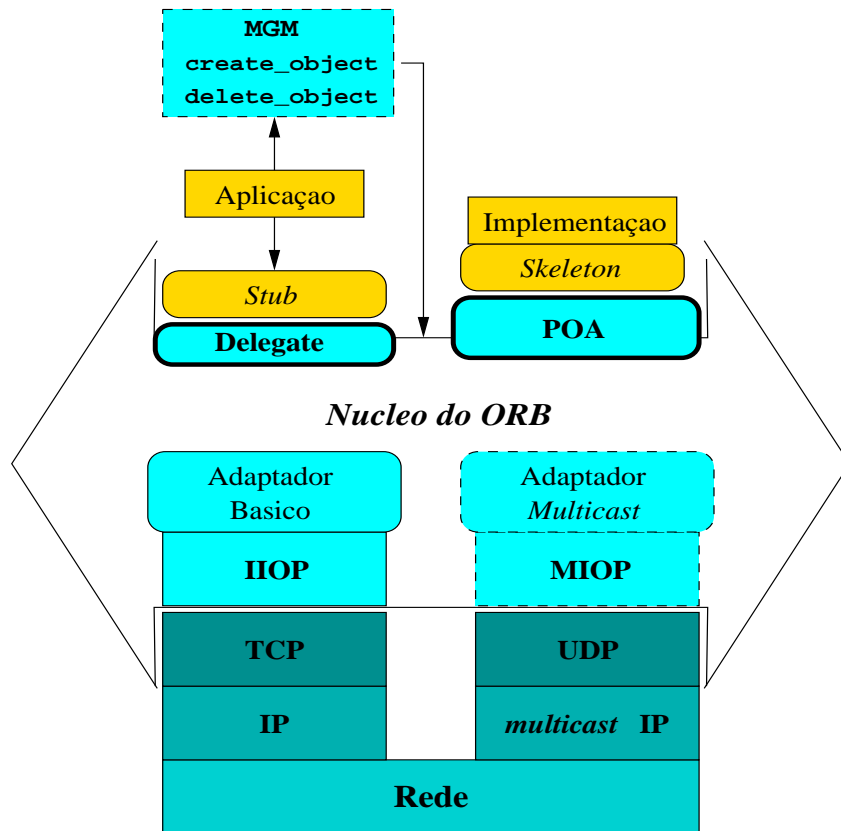 MGM
create_object
delete_object
Aplicaçao
Implementaçao
Stub
Skeleton
Delegate
POA
Nucleo do ORB
Adaptador
Basico
Adaptador
Multicast
IIOP
MIOP
TCP
UDP
IP
multicast IP
Rede